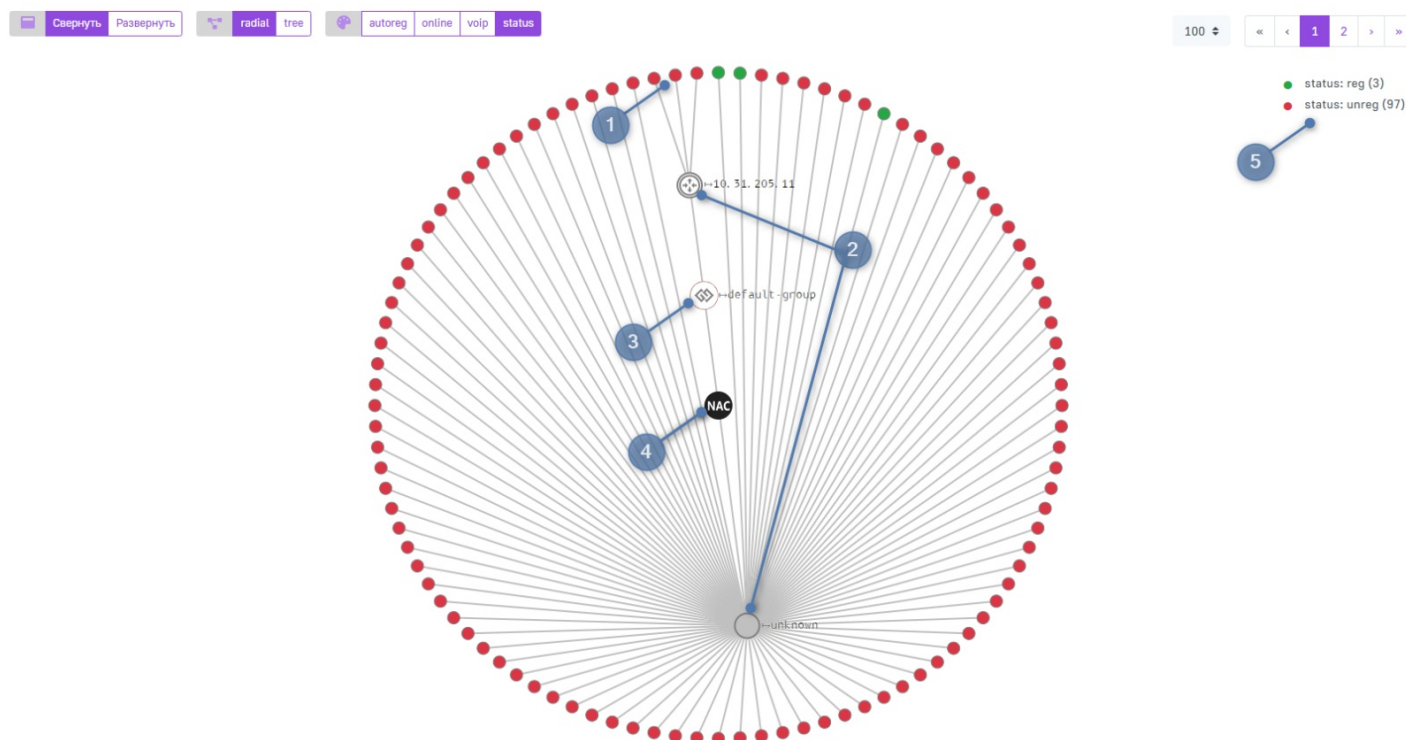 Свернуть Развернуть radial tree autoreg online voip status 100 « ‹ 1 2 › »
status: reg (3)
status: unreg (97)
1
5
↦10.31.205.11
2
↦default-group
3
NAC
4
↦unknown